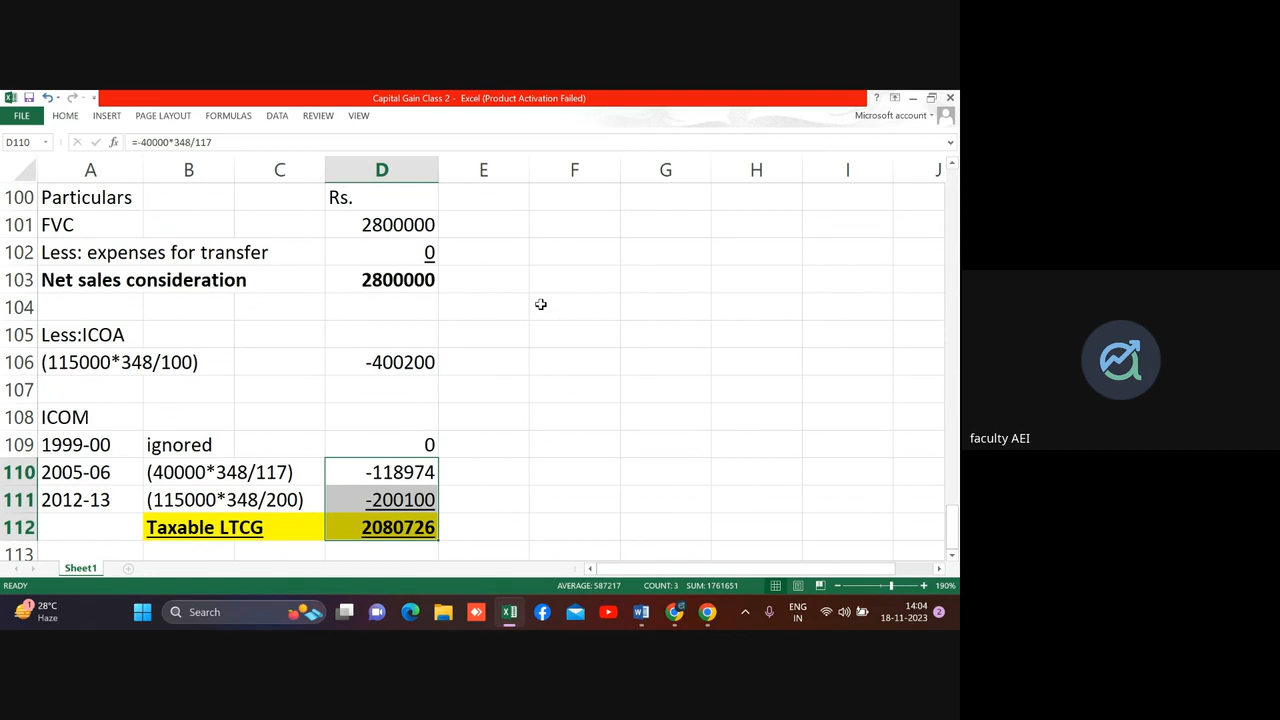 Capital Gain Class 2 - Excel (Product Activation Failed)
?
FILE HOME INSERT PAGE LAYOUT FORMULAS DATA REVIEW VIEW Microsoft account
D110 fx =-40000*348/117
A B C D E F G H I J
100 Particulars Rs.
101 FVC 2800000
102 Less: expenses for transfer 0
103 Net sales consideration 2800000
104
105 Less:ICOA
106 (115000*348/100) -400200
107
108 ICOM
109 1999-00 ignored 0
110 2005-06 (40000*348/117) -118974
111 2012-13 (115000*348/200) -200100
112 Taxable LTCG 2080726
113
Sheet1
READY AVERAGE: 587217 COUNT: 3 SUM: 1761651 190%
1 28°C
Haze
Search
ENG
IN
14:04
18-11-2023
2
faculty AEI